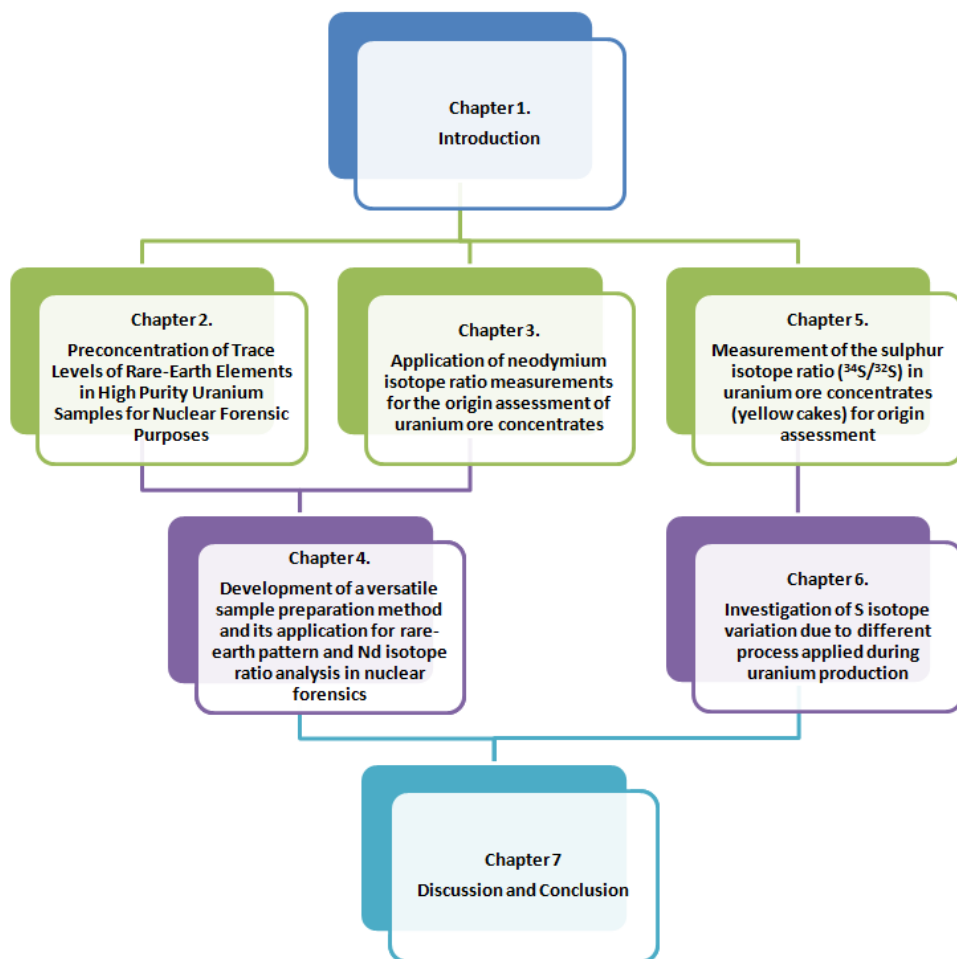 Chapter 1.
Introduction
Chapter 2.
Preconcentration of Trace
Levels of Rare-Earth Elements
in High Purity Uranium
Samples for Nuclear Forensic
Purposes
Chapter 3.
Application of neodymium
isotope ratio measurements
for the origin assessment of
uranium ore concentrates
Chapter 5.
Measurement of the sulphur
isotope ratio (³⁴S/³²S) in
uranium ore concentrates
(yellow cakes) for origin
assessment
Chapter 4.
Development of a versatile
sample preparation method
and its application for rare-
earth pattern and Nd isotope
ratio analysis in nuclear
forensics
Chapter 6.
Investigation of S isotope
variation due to different
process applied during
uranium production
Chapter 7
Discussion and Conclusion